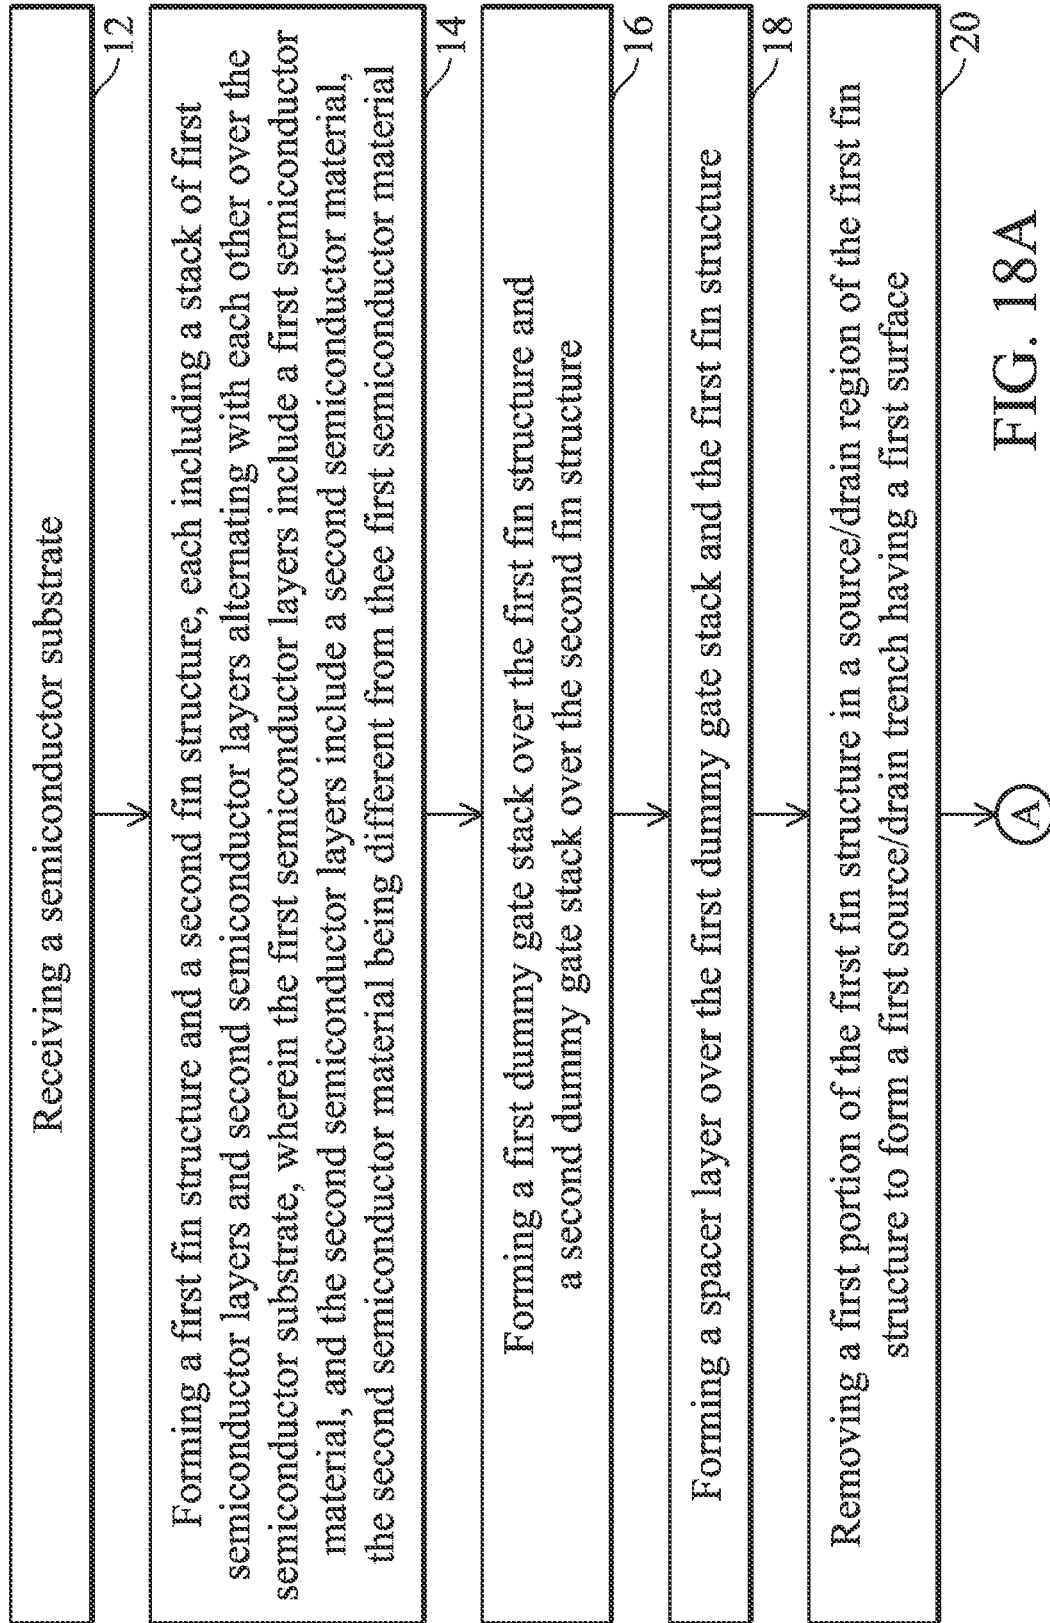 Receiving a semiconductor substrate
12
Forming a first fin structure and a second fin structure, each including a stack of first
semiconductor layers and second semiconductor layers alternating with each other over the
semiconductor substrate, wherein the first semiconductor layers include a first semiconductor
material, and the second semiconductor layers include a second semiconductor material,
the second semiconductor material being different from thee first semiconductor material
14
Forming a first dummy gate stack over the first fin structure and
a second dummy gate stack over the second fin structure
16
Forming a spacer layer over the first dummy gate stack and the first fin structure
18
Removing a first portion of the first fin structure in a source/drain region of the first fin
structure to form a first source/drain trench having a first surface
20
A
FIG. 18A